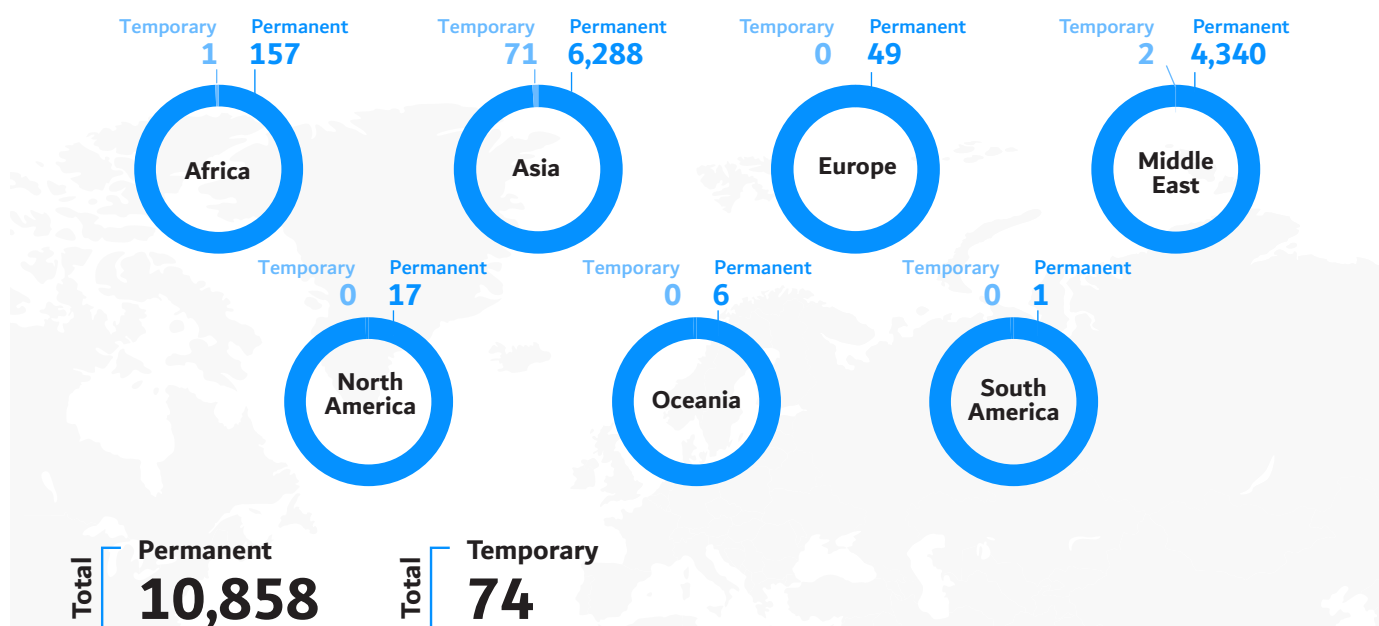 Temporary Permanent
1 157
Africa
Temporary Permanent
71 6,288
Asia
Temporary Permanent
0 49
Europe
Temporary Permanent
2 4,340
Middle
East
Temporary Permanent
0 17
North
America
Temporary Permanent
0 6
Oceania
Temporary Permanent
0 1
South
America
Total
Permanent
10,858
Total
Temporary
74